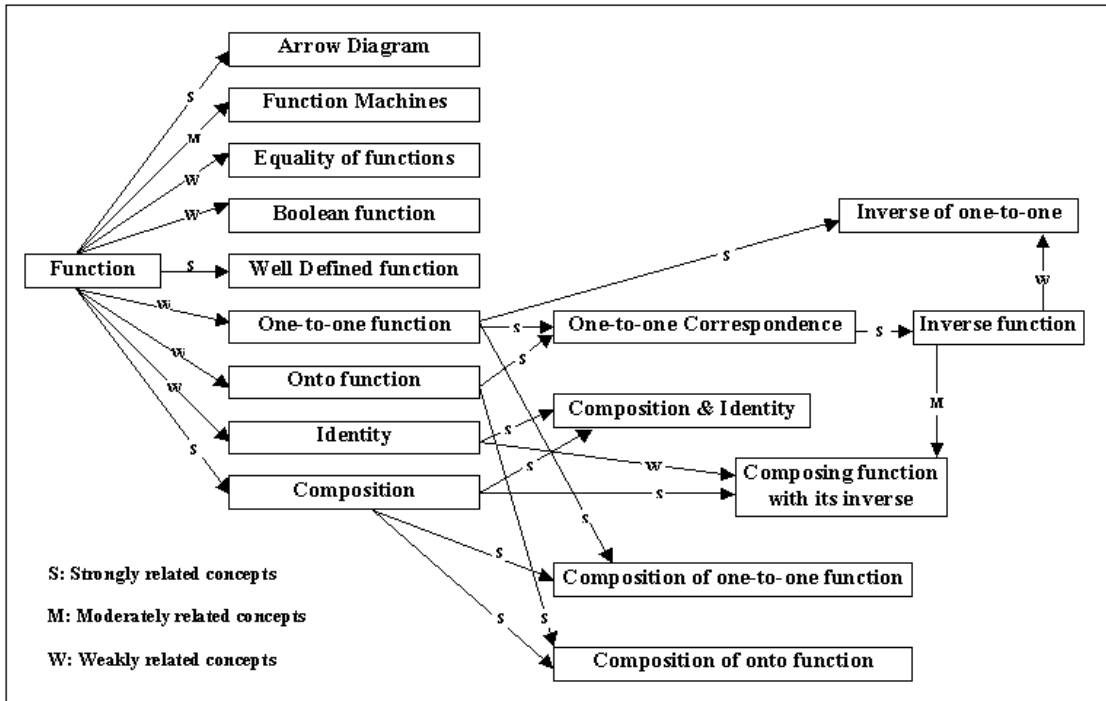 Arrow Diagram
S
Function Machines
M
Equality of functions
W
Boolean function
W
Inverse of one-to-one
S
Function
S
Well Defined function
W
W
One-to-one function
S
One-to-one Correspondence
S
Inverse function
W
S
Onto function
W
M
Composition & Identity
Identity
S
S
S
W
Composing function
with its inverse
Composition
S
S
S
S: Strongly related concepts
Composition of one-to-one function
M: Moderately related concepts
S
S
W: Weakly related concepts
Composition of onto function